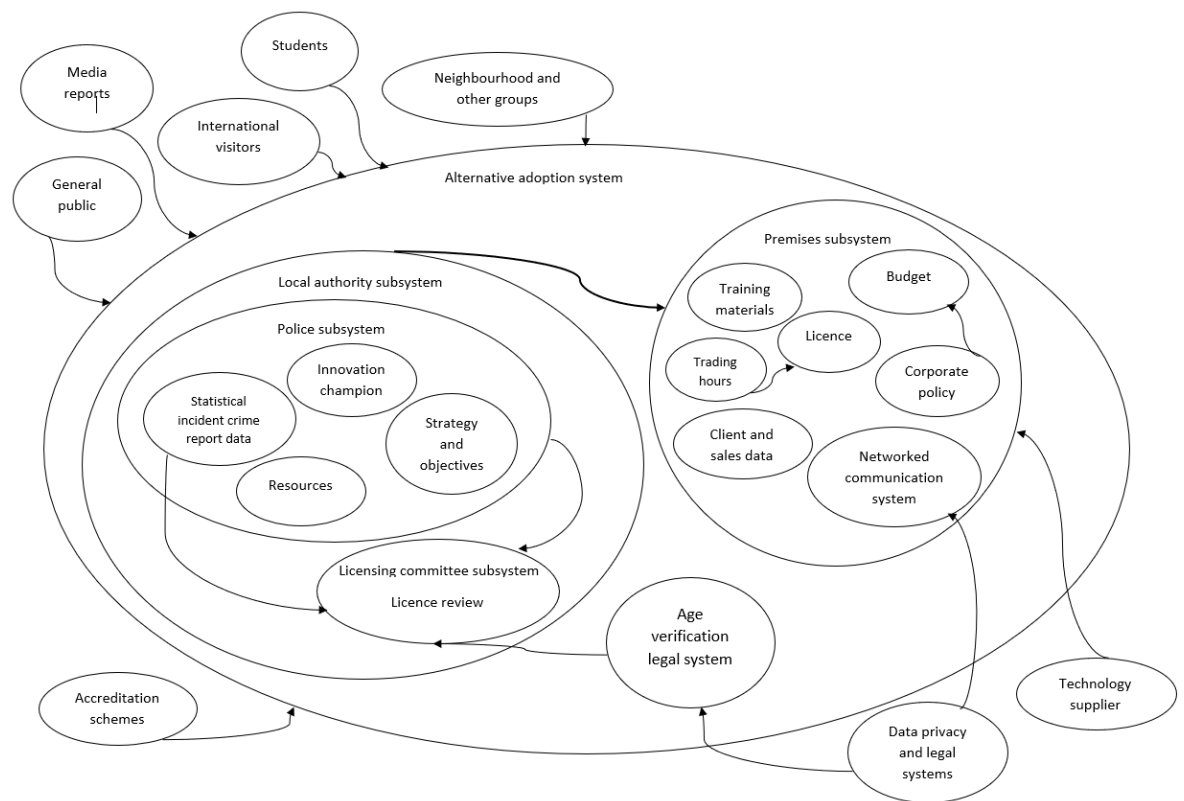 Students
Media
reports
Neighbourhood and
other groups
International
visitors
General
public
Alternative adoption system
Premises subsystem
Local authority subsystem
Budget
Training
materials
Police subsystem
Licence
Innovation
champion
Trading
hours
Corporate
policy
Statistical
incident crime
report data
Strategy
and
objectives
Client and
sales data
Networked
communication
system
Resources
Licensing committee subsystem
Licence review
Age
verification
legal system
Technology
supplier
Accreditation
schemes
Data privacy
and legal
systems